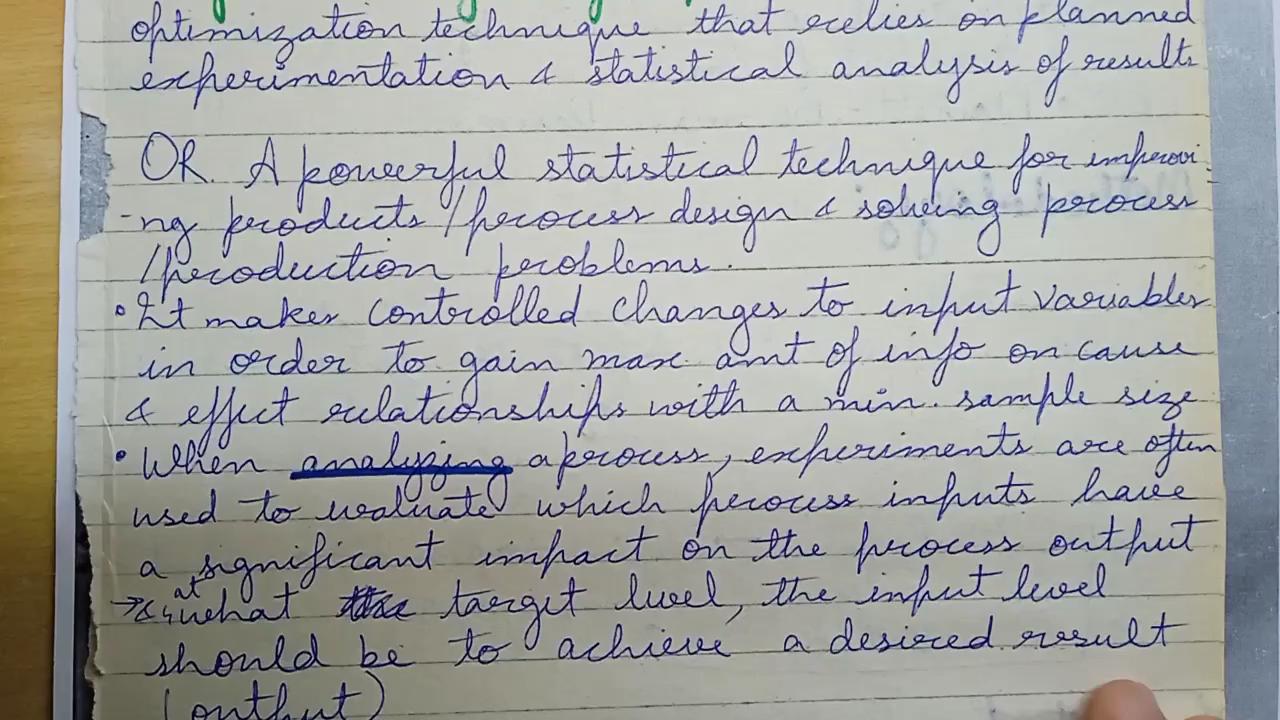 optimization technique that relies on planned
experimentation & statistical analysis of results
OR. A powerful statistical technique for improvi-
-ng products/process design & solving process
/production problems.
• It makes controlled changes to input variables
in order to gain max amt of info on cause
& effect relationships with a min. sample size
• When analyzing a process, experiments are often
used to evaluate which process inputs have
a significant impact on the process output
→ & at what target level, the input level
should be to achieve a desired result
(output)